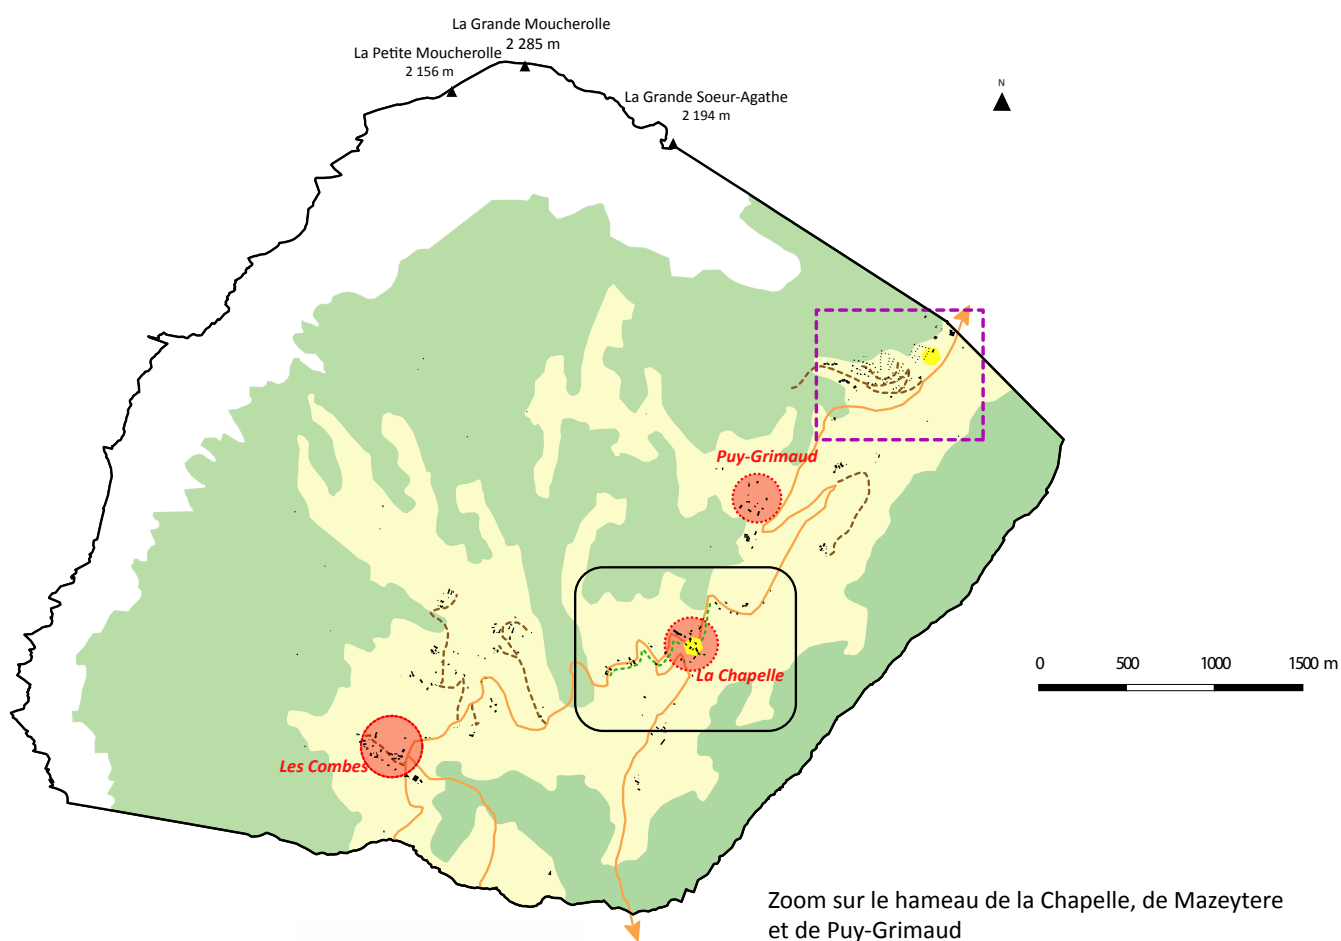 La Grande Moucherolle
2 285 m
La Petite Moucherolle
2 156 m
La Grande Soeur-Agathe
2 194 m
N
Puy-Grimaud
La Chapelle
Les Combes
0 500 1000 1500 m
Zoom sur le hameau de la Chapelle, de Mazeytere
et de Puy-Grimaud